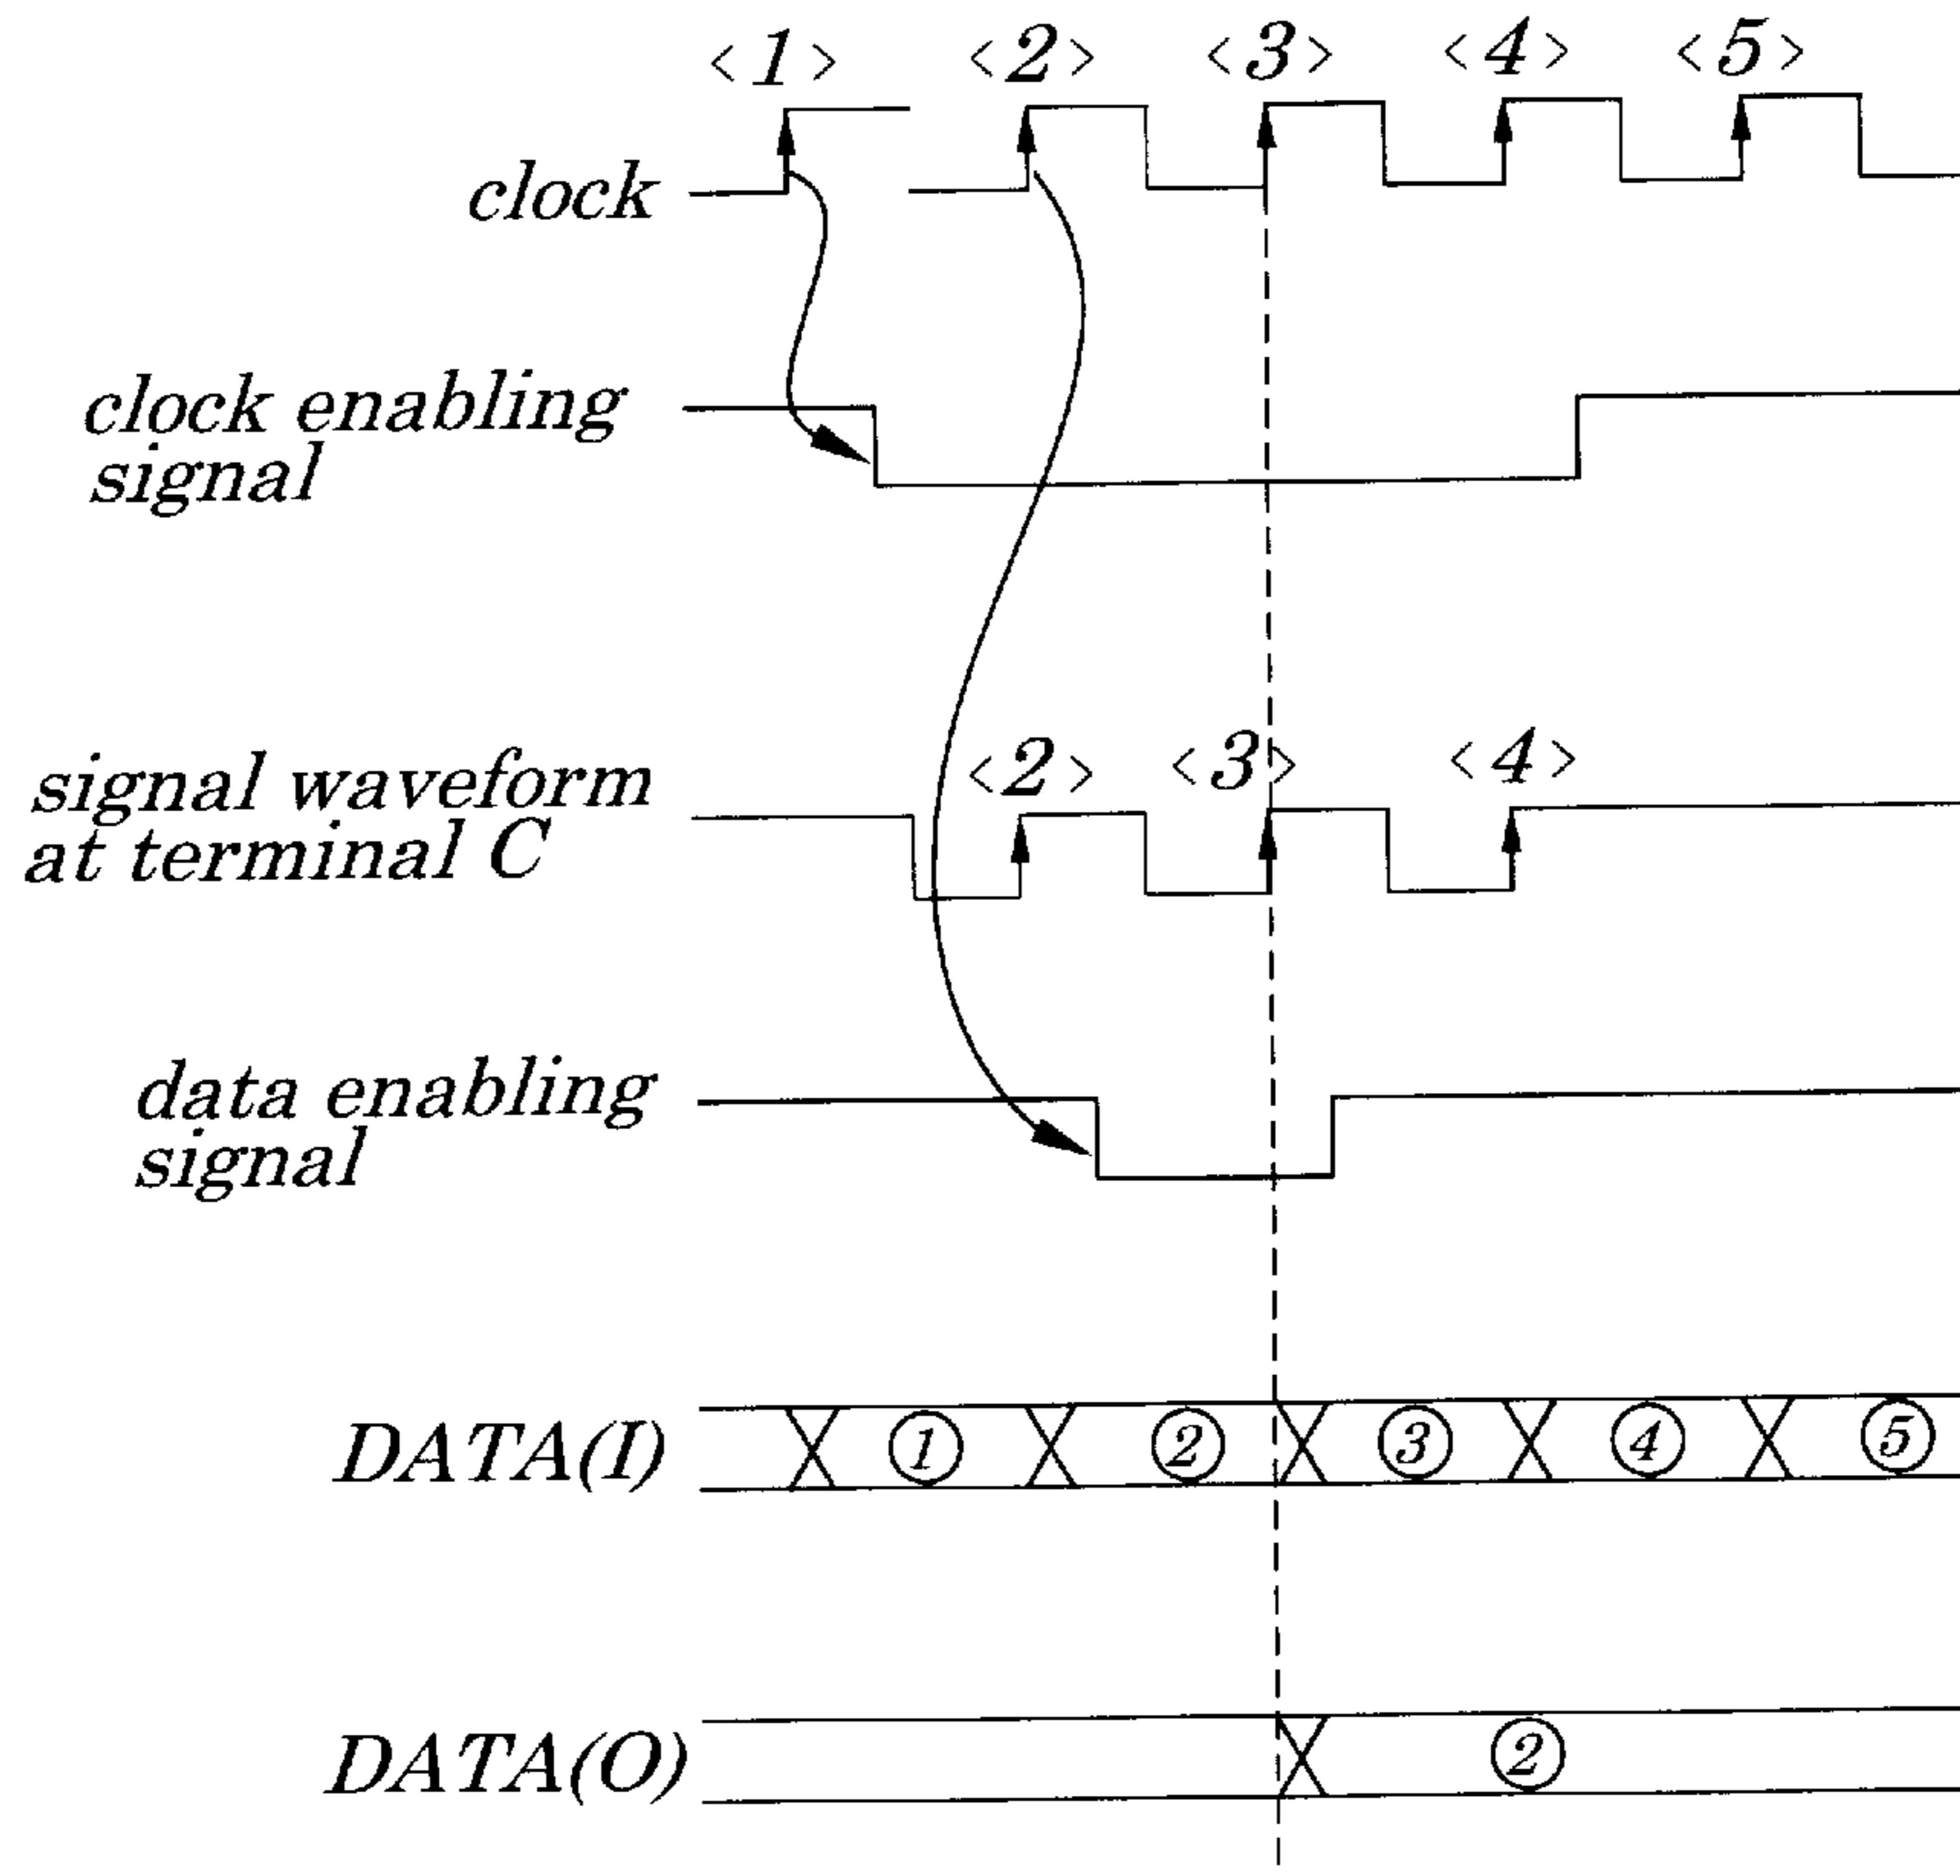 <1> <2> <3> <4> <5>
clock
clock enabling
signal
<2> <3> <4>
signal waveform
at terminal C
data enabling
signal
DATA(I) ① ② ③ ④ ⑤
DATA(O) ②